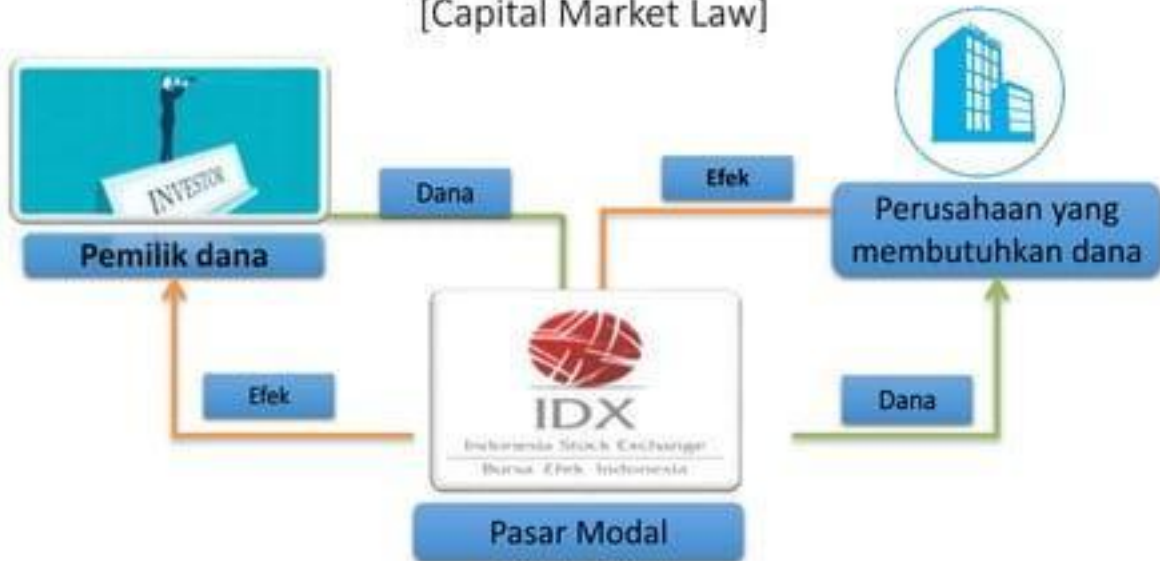 [Capital Market Law]
INVESTOR
Dana
Efek
Pemilik dana
Perusahaan yang
membutuhkan dana
Efek
IDX
Indonesia Stock Exchange
Bursa Efek Indonesia
Dana
Pasar Modal